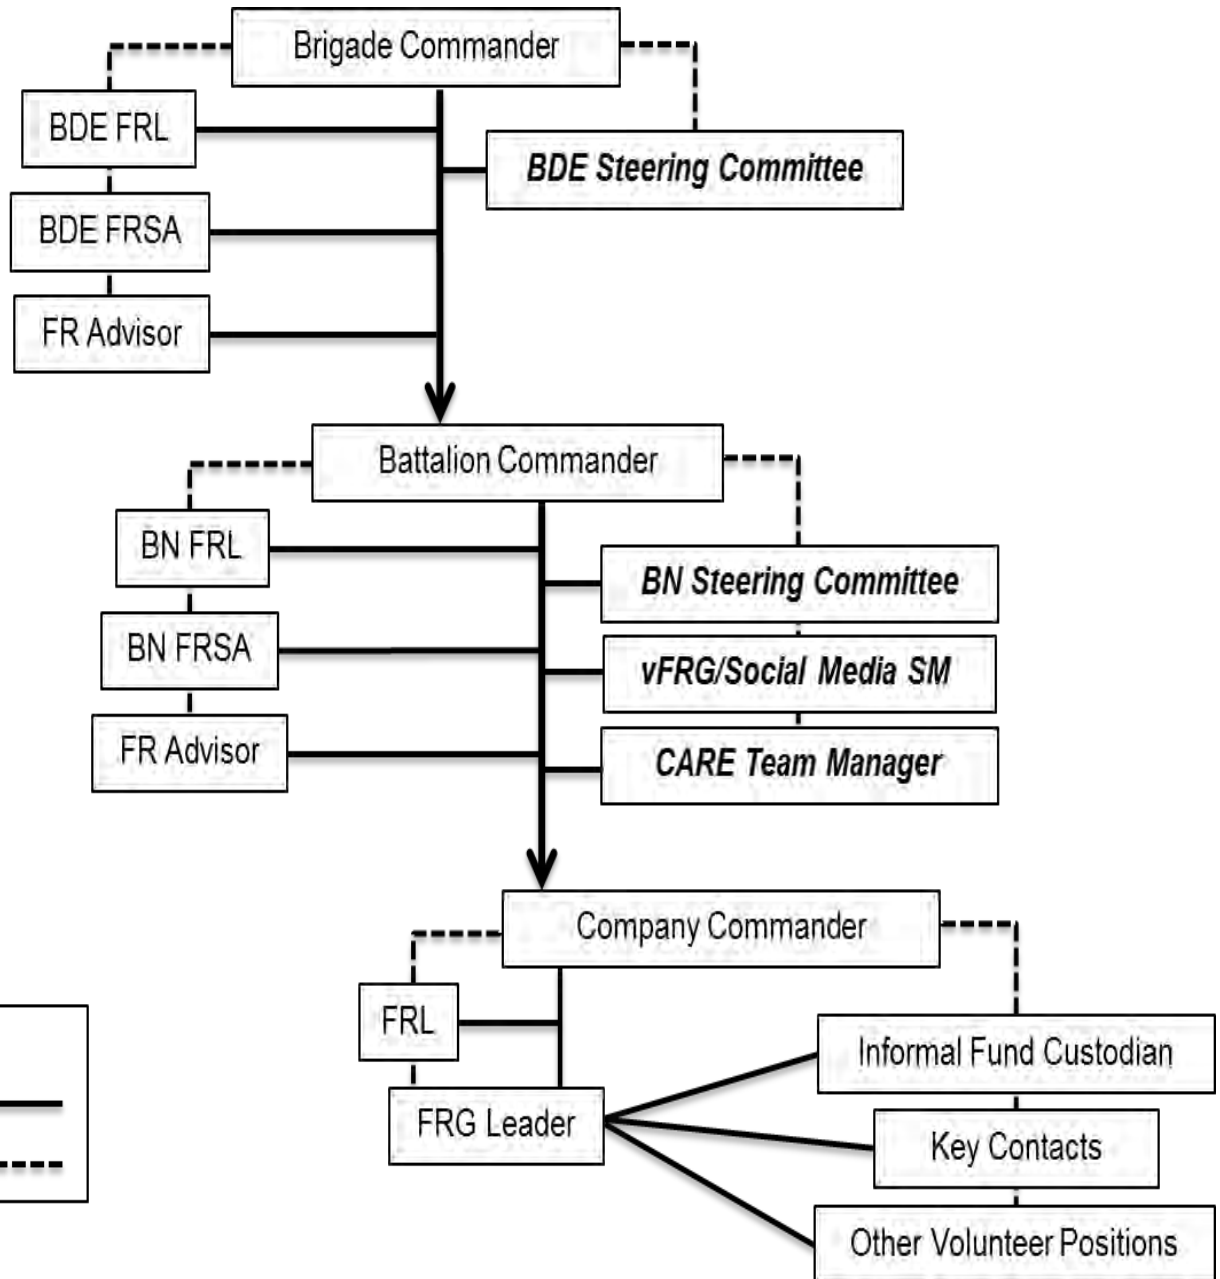 Brigade Commander
BDE FRL
BDE Steering Committee
BDE FRSA
FR Advisor
Battalion Commander
BN FRL
BN Steering Committee
BN FRSA
vFRG/Social Media SM
FR Advisor
CARE Team Manager
Company Commander
FRL
Informal Fund Custodian
FRG Leader
Key Contacts
Other Volunteer Positions